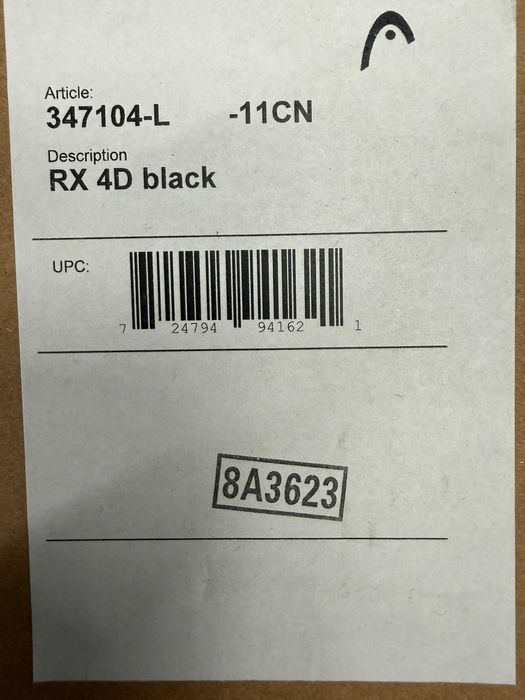 Article:
347104-L -11CN
Description
RX 4D black
UPC:
7 24794 94162 1
8A3623